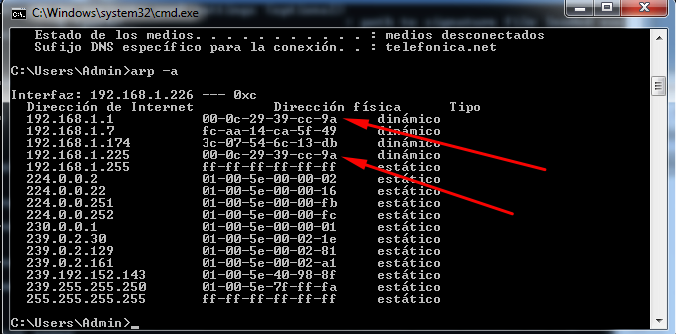 C:\Windows\system32\cmd.exe
Estado de los medios. . . . . . . . . . . : medios desconectados
Sufijo DNS específico para la conexión. . : telefonica.net
C:\Users\Admin>arp -a
Interfaz: 192.168.1.226 --- 0xc
Dirección de Internet Dirección física Tipo
192.168.1.1 00-0c-29-39-cc-9a dinámico
192.168.1.7 fc-aa-14-ca-5f-49 dinámico
192.168.1.174 3c-07-54-6c-13-db dinámico
192.168.1.225 00-0c-29-39-cc-9a dinámico
192.168.1.255 ff-ff-ff-ff-ff-ff estático
224.0.0.2 01-00-5e-00-00-02 estático
224.0.0.22 01-00-5e-00-00-16 estático
224.0.0.251 01-00-5e-00-00-fb estático
224.0.0.252 01-00-5e-00-00-fc estático
230.0.0.1 01-00-5e-00-00-01 estático
239.0.2.30 01-00-5e-00-02-1e estático
239.0.2.129 01-00-5e-00-02-81 estático
239.0.2.161 01-00-5e-00-02-a1 estático
239.192.152.143 01-00-5e-40-98-8f estático
239.255.255.250 01-00-5e-7f-ff-fa estático
255.255.255.255 ff-ff-ff-ff-ff-ff estático
C:\Users\Admin>_